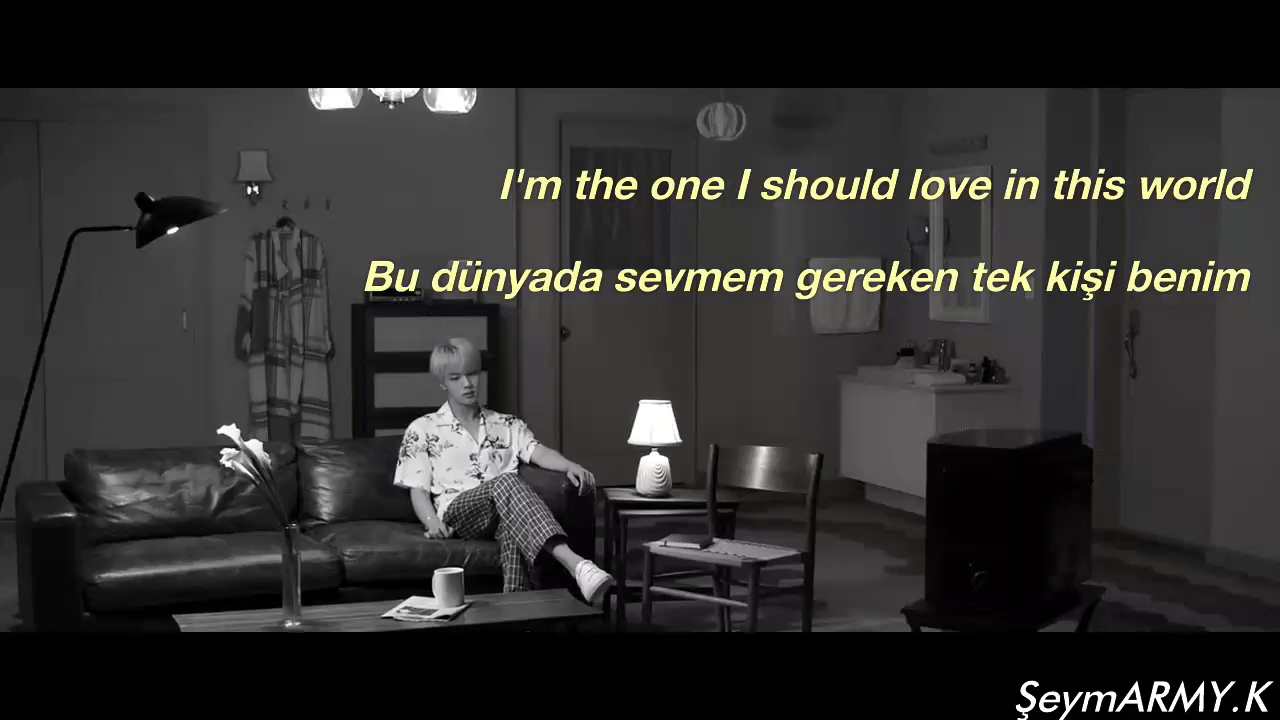 I'm the one I should love in this world
Bu dünyada sevmem gereken tek kişi benim
ŞeymARMY.K